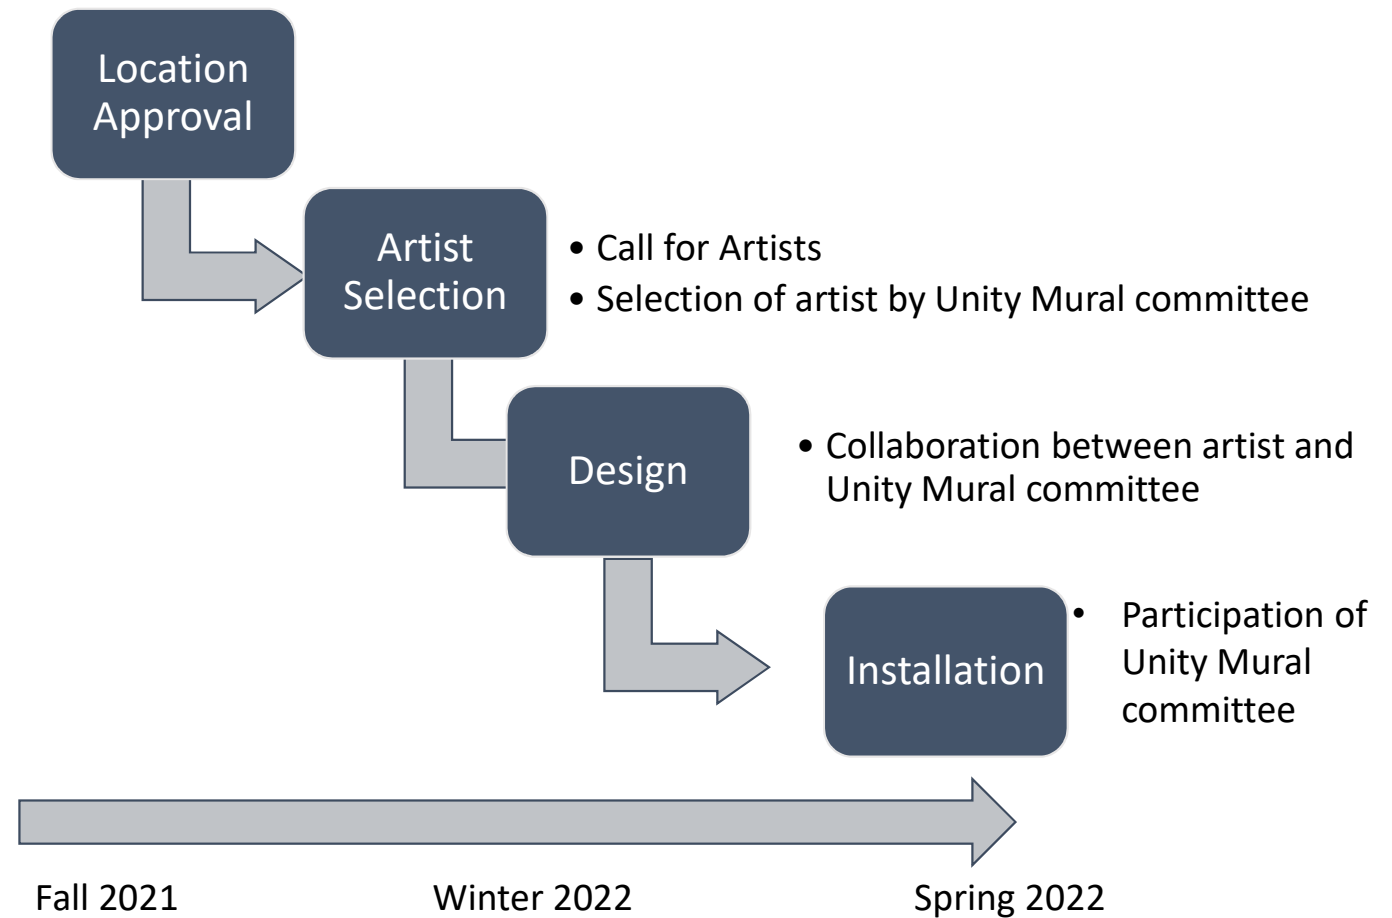 Location
Approval
Artist
Selection
• Call for Artists
• Selection of artist by Unity Mural committee
Design
• Collaboration between artist and
Unity Mural committee
Installation
• Participation of
Unity Mural
committee
Fall 2021
Winter 2022
Spring 2022